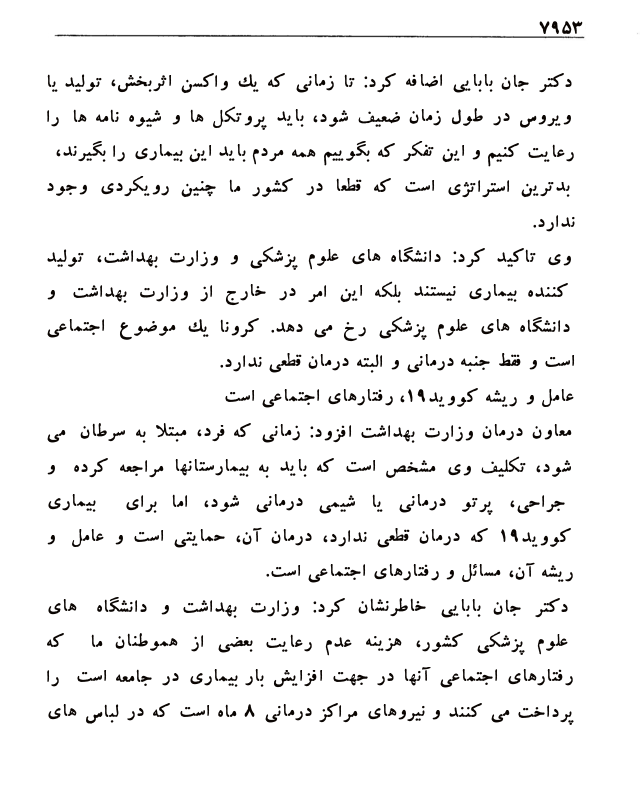 ۷۹۵۳
دکتر جان بابایی اضافه کرد: تا زمانی که یك واکسن اثربخش، تولید یا
ویروس در طول زمان ضعیف شود، باید پروتکل ها و شیوه نامه ها را
رعایت کنیم و این تفکر که بگوییم همه مردم باید این بیماری را بگیرند،
بدترین استراتژی است که قطعا در کشور ما چنین رویکردی وجود
ندارد.
وی تاکید کرد: دانشگاه های علوم پزشکی و وزارت بهداشت، تولید
کننده بیماری نیستند بلکه این امر در خارج از وزارت بهداشت و
دانشگاه های علوم پزشکی رخ می دهد. کرونا یك موضوع اجتماعی
است و فقط جنبه درمانی و البته درمان قطعی ندارد.
عامل و ریشه کووید۱۹، رفتارهای اجتماعی است
معاون درمان وزارت بهداشت افزود: زمانی که فرد، مبتلا به سرطان می
شود، تکلیف وی مشخص است که باید به بیمارستانها مراجعه کرده و
جراحی، پرتو درمانی یا شیمی درمانی شود، اما برای بیماری
کووید۱۹ که درمان قطعی ندارد، درمان آن، حمایتی است و عامل و
ریشه آن، مسائل و رفتارهای اجتماعی است.
دکتر جان بابایی خاطرنشان کرد: وزارت بهداشت و دانشگاه های
علوم پزشکی کشور، هزینه عدم رعایت بعضی از هموطنان ما که
رفتارهای اجتماعی آنها در جهت افزایش بار بیماری در جامعه است را
پرداخت می کنند و نیروهای مراکز درمانی ۸ ماه است که در لباس های